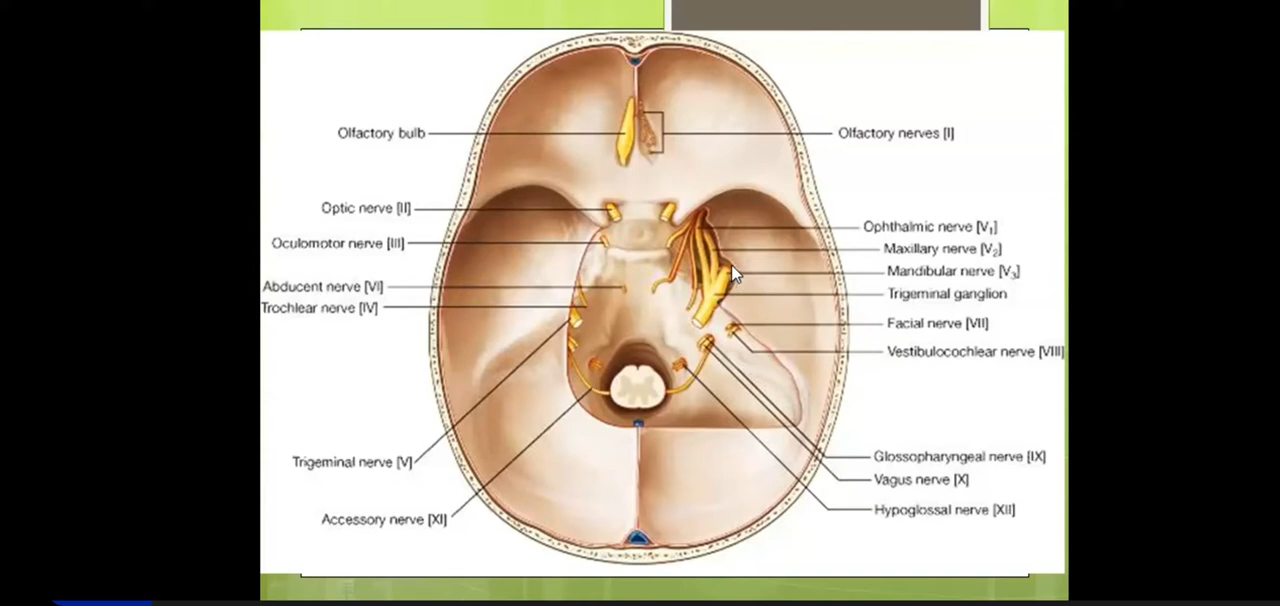 Olfactory bulb
Olfactory nerves [I]
Optic nerve [II]
Ophthalmic nerve [V₁]
Oculomotor nerve [III]
Maxillary nerve [V₂]
Mandibular nerve [V₃]
Abducent nerve [VI]
Trigeminal ganglion
Trochlear nerve [IV]
Facial nerve [VII]
Vestibulocochlear nerve [VIII]
Trigeminal nerve [V]
Glossopharyngeal nerve [IX]
Vagus nerve [X]
Accessory nerve [XI]
Hypoglossal nerve [XII]